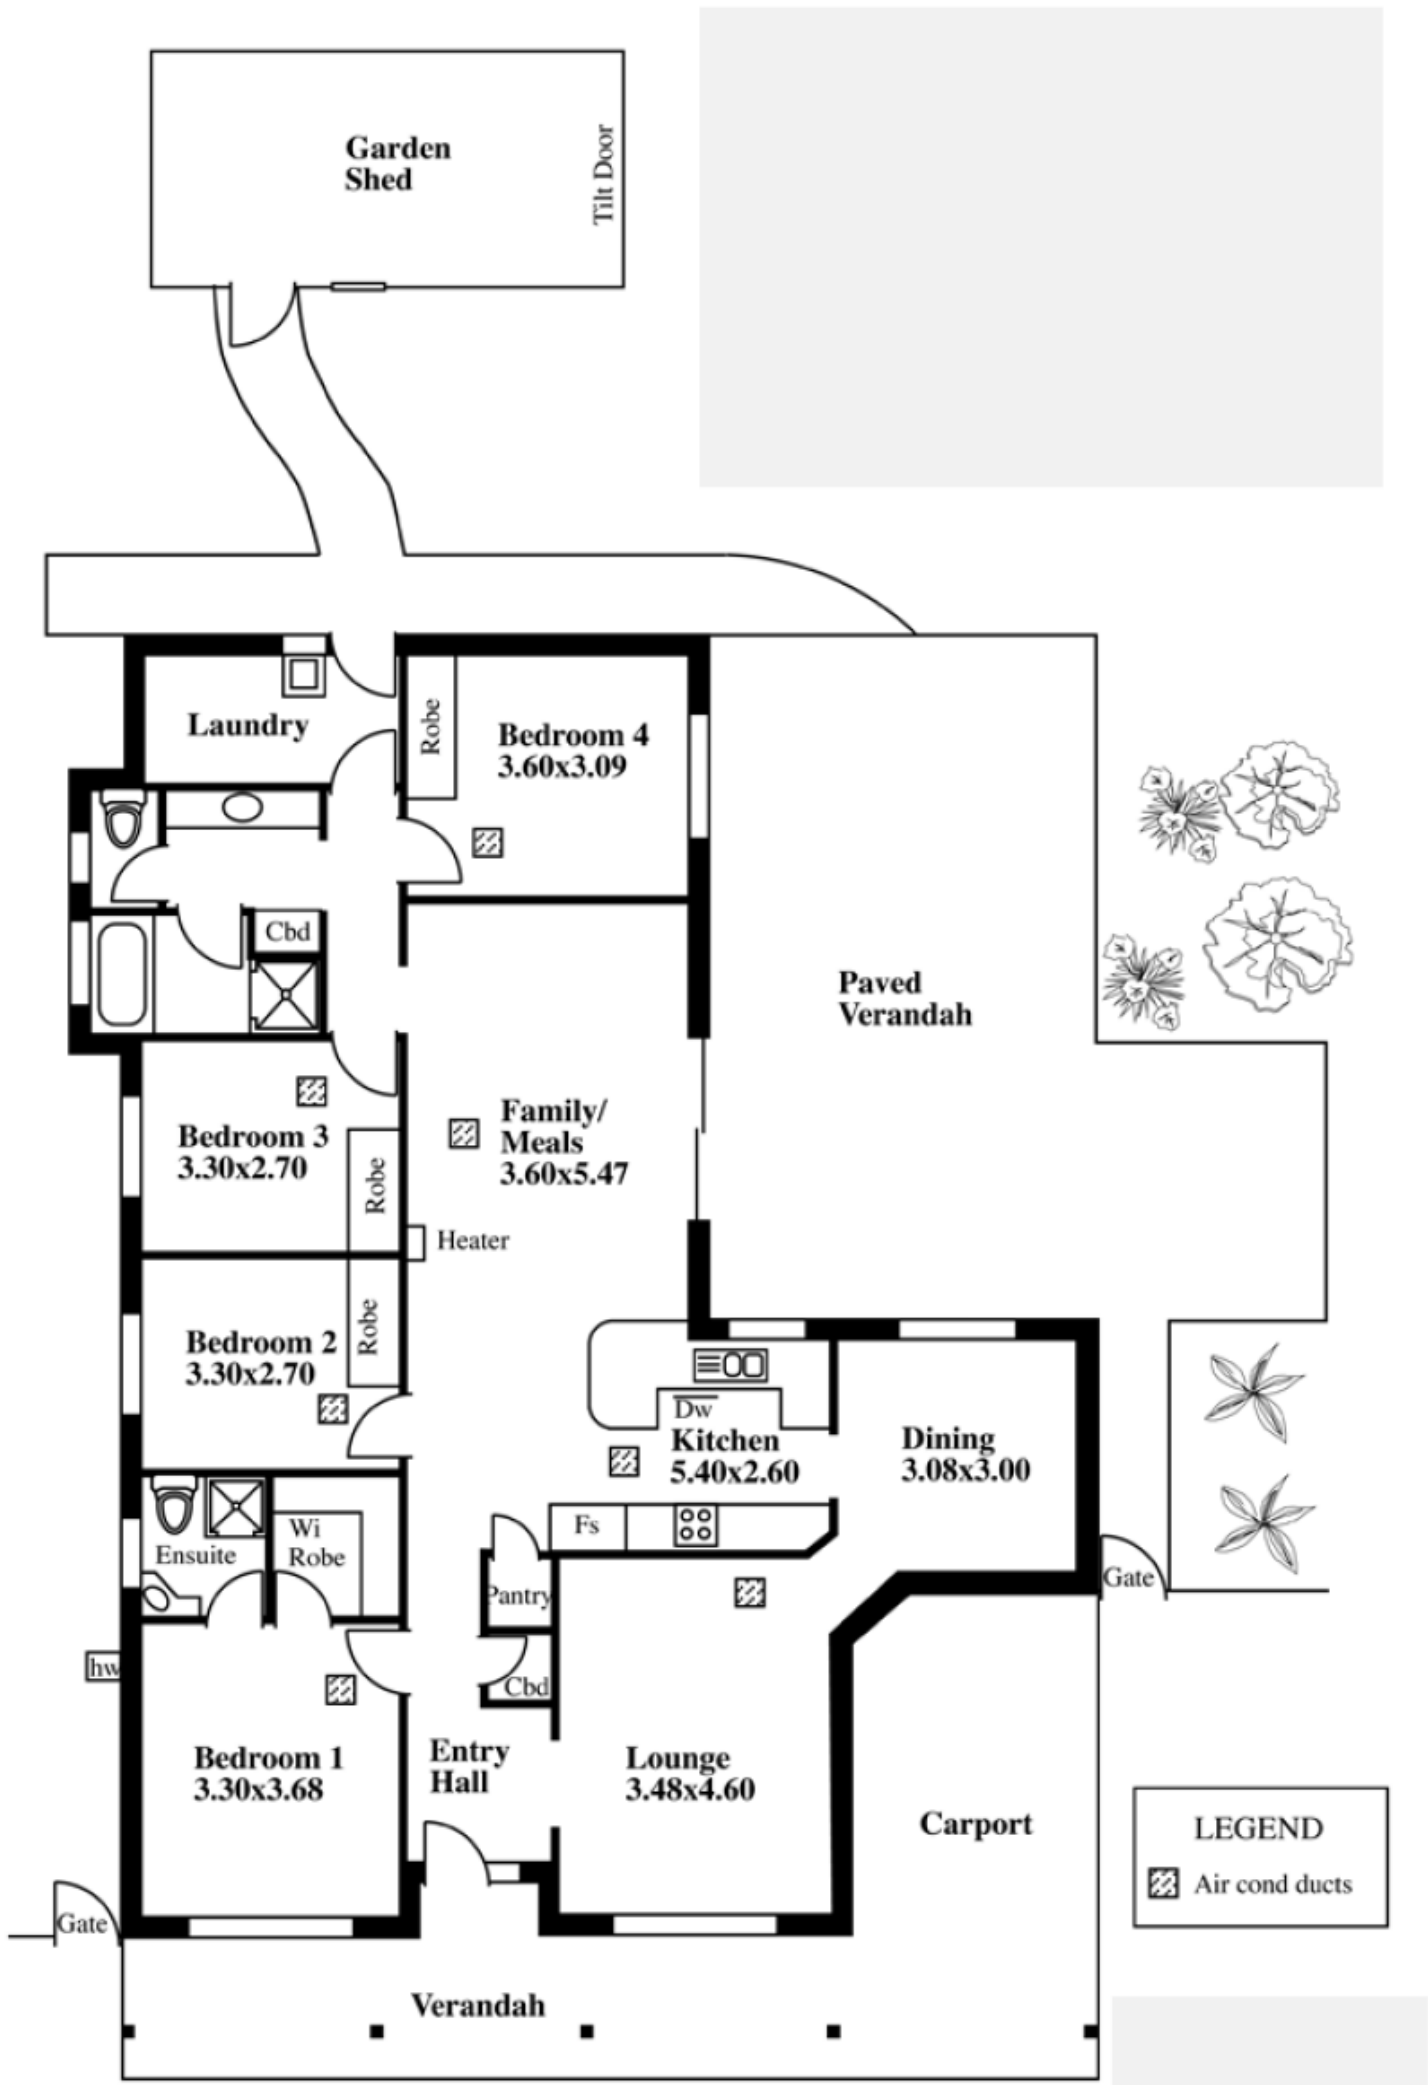 Garden
Shed
Tilt Door
Laundry
Robe
Bedroom 4
3.60x3.09
Cbd
Paved
Verandah
Bedroom 3
3.30x2.70
Robe
Family/
Meals
3.60x5.47
Heater
Bedroom 2
3.30x2.70
Robe
Dw
Kitchen
5.40x2.60
Dining
3.08x3.00
Fs
Ensuite
Wi
Robe
Pantry
Gate
hw
Cbd
Bedroom 1
3.30x3.68
Entry
Hall
Lounge
3.48x4.60
Carport
LEGEND
Air cond ducts
Gate
Verandah